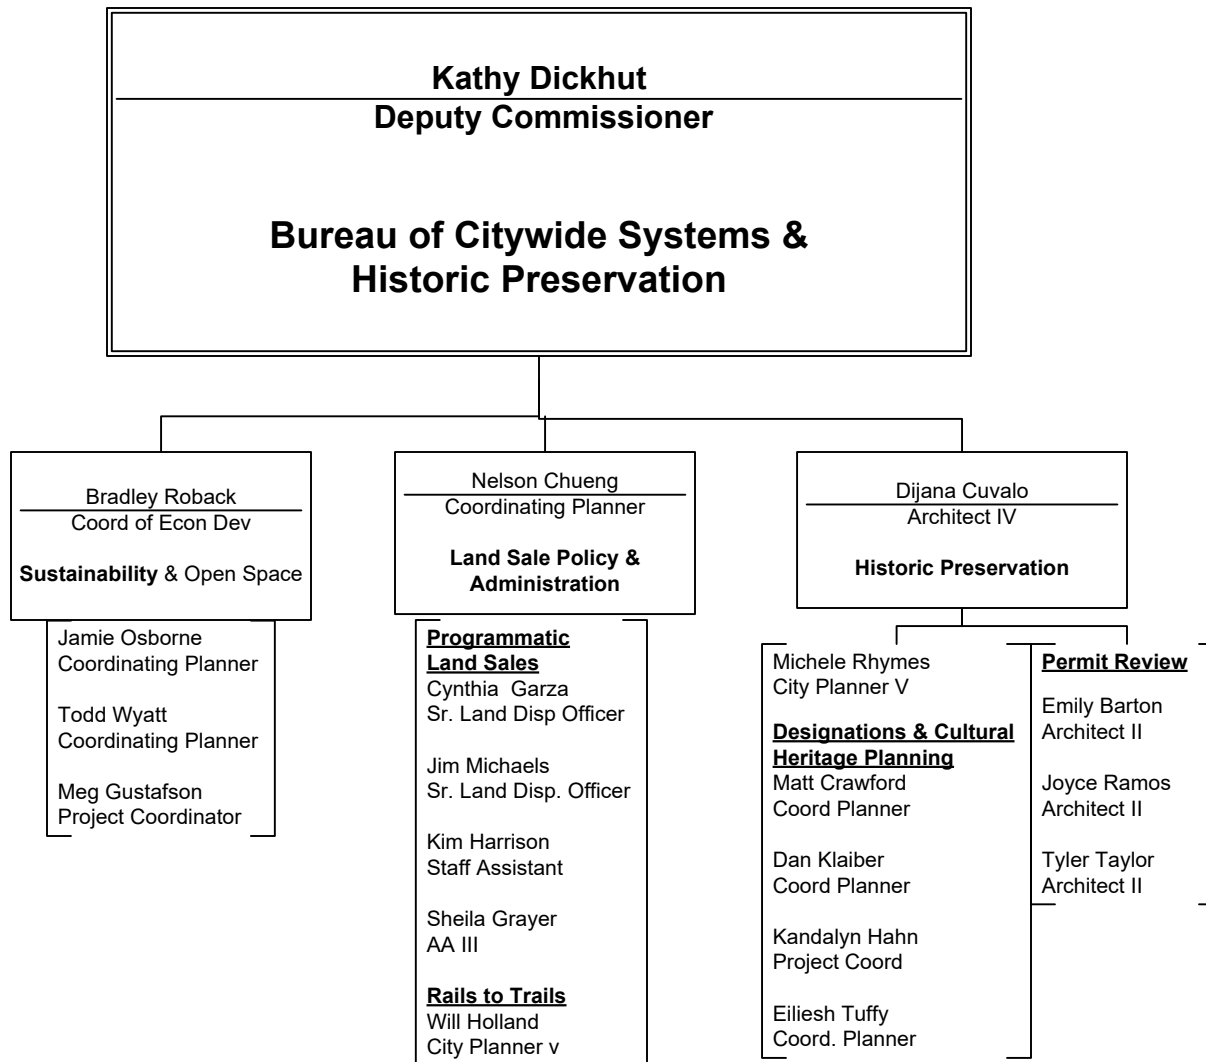 Kathy Dickhut
Deputy Commissioner
Bureau of Citywide Systems &
Historic Preservation
Bradley Roback
Coord of Econ Dev
Sustainability & Open Space
Jamie Osborne
Coordinating Planner
Todd Wyatt
Coordinating Planner
Meg Gustafson
Project Coordinator
Nelson Chueng
Coordinating Planner
Land Sale Policy &
Administration
Programmatic
Land Sales
Cynthia  Garza
Sr. Land Disp Officer
Jim Michaels
Sr. Land Disp. Officer
Kim Harrison
Staff Assistant
Sheila Grayer
AA III
Rails to Trails
Will Holland
City Planner v
Dijana Cuvalo
Architect IV
Historic Preservation
Michele Rhymes
City Planner V
Designations & Cultural
Heritage Planning
Matt Crawford
Coord Planner
Dan Klaiber
Coord Planner
Kandalyn Hahn
Project Coord
Eiliesh Tuffy
Coord. Planner
Permit Review
Emily Barton
Architect II
Joyce Ramos
Architect II
Tyler Taylor
Architect II